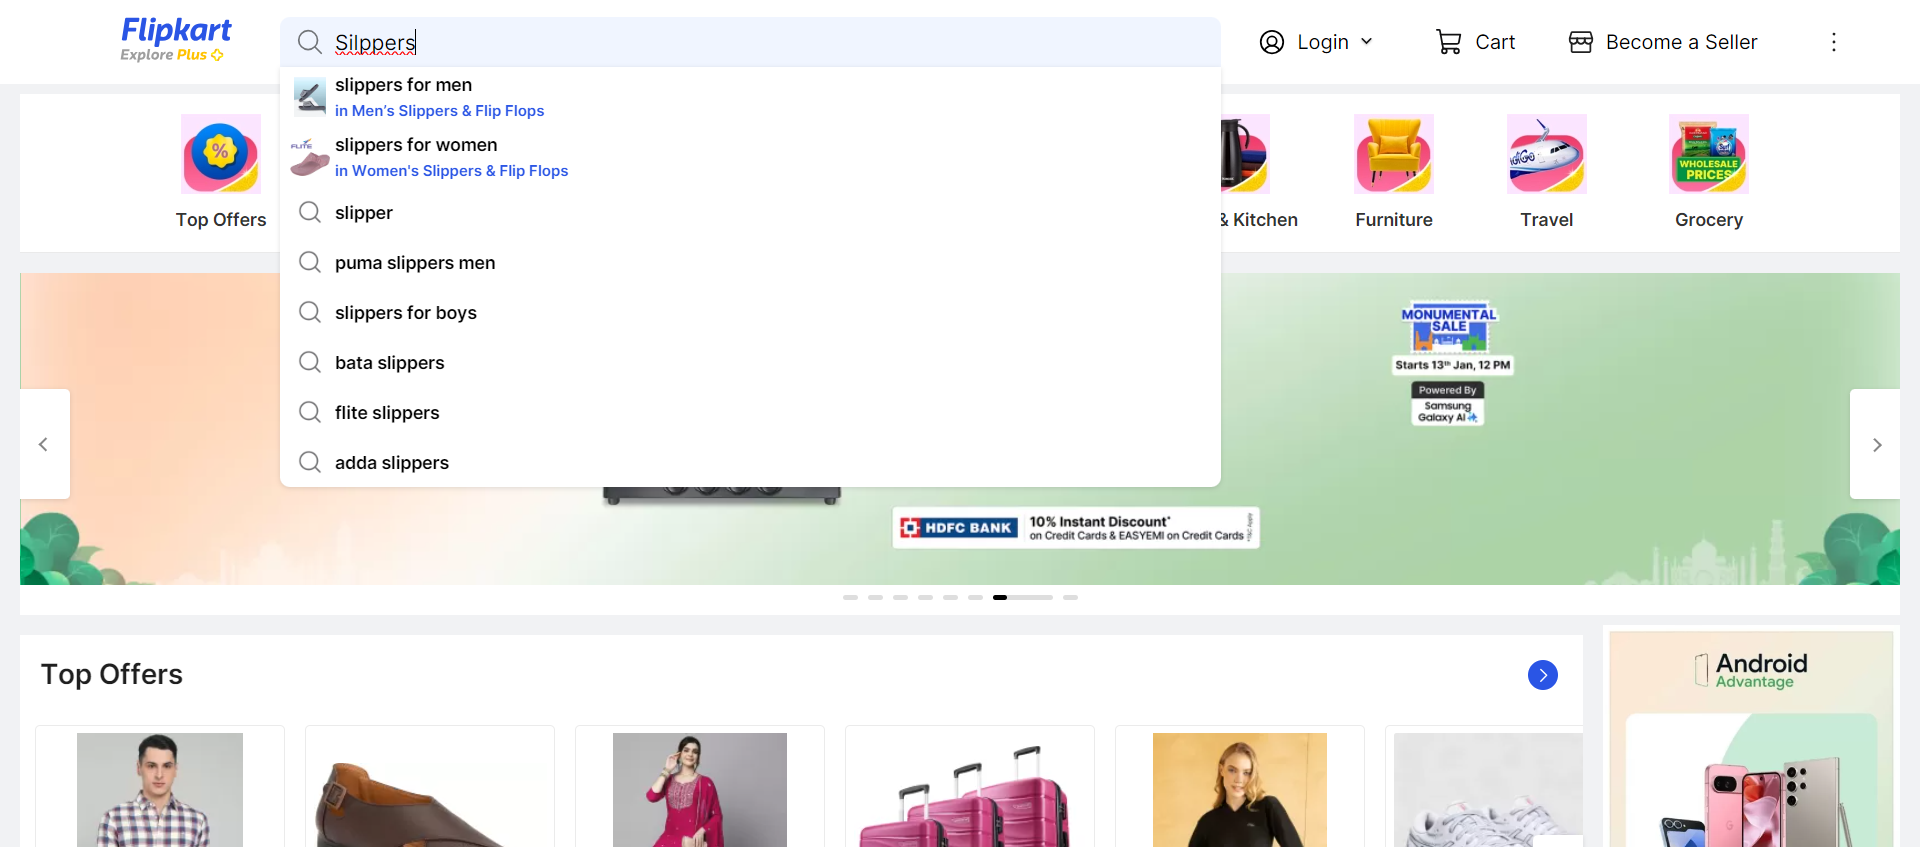 Flipkart
Explore Plus
Silppers
Login
Cart
Become a Seller
slippers for men
in Men's Slippers & Flip Flops
FLITE
slippers for women
in Women's Slippers & Flip Flops
slipper
puma slippers men
slippers for boys
bata slippers
flite slippers
adda slippers
%
Top Offers
& Kitchen
Furniture
IndiGo
Travel
WHOLESALE
PRICES
Grocery
MONUMENTAL
SALE
Starts 13th Jan, 12 PM
Powered By
Samsung
Galaxy AI
HDFC BANK
10% Instant Discount*
on Credit Cards & EASYEMI on Credit Cards
*T&C Apply
Top Offers
Android
Advantage